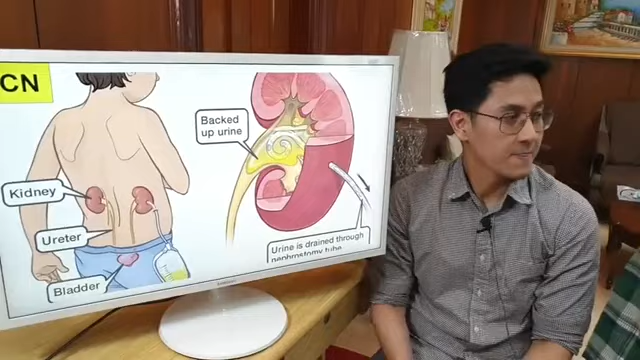 CN
Backed
up urine
Kidney
Ureter
Bladder
Urine is drained through
nephrostomy tube